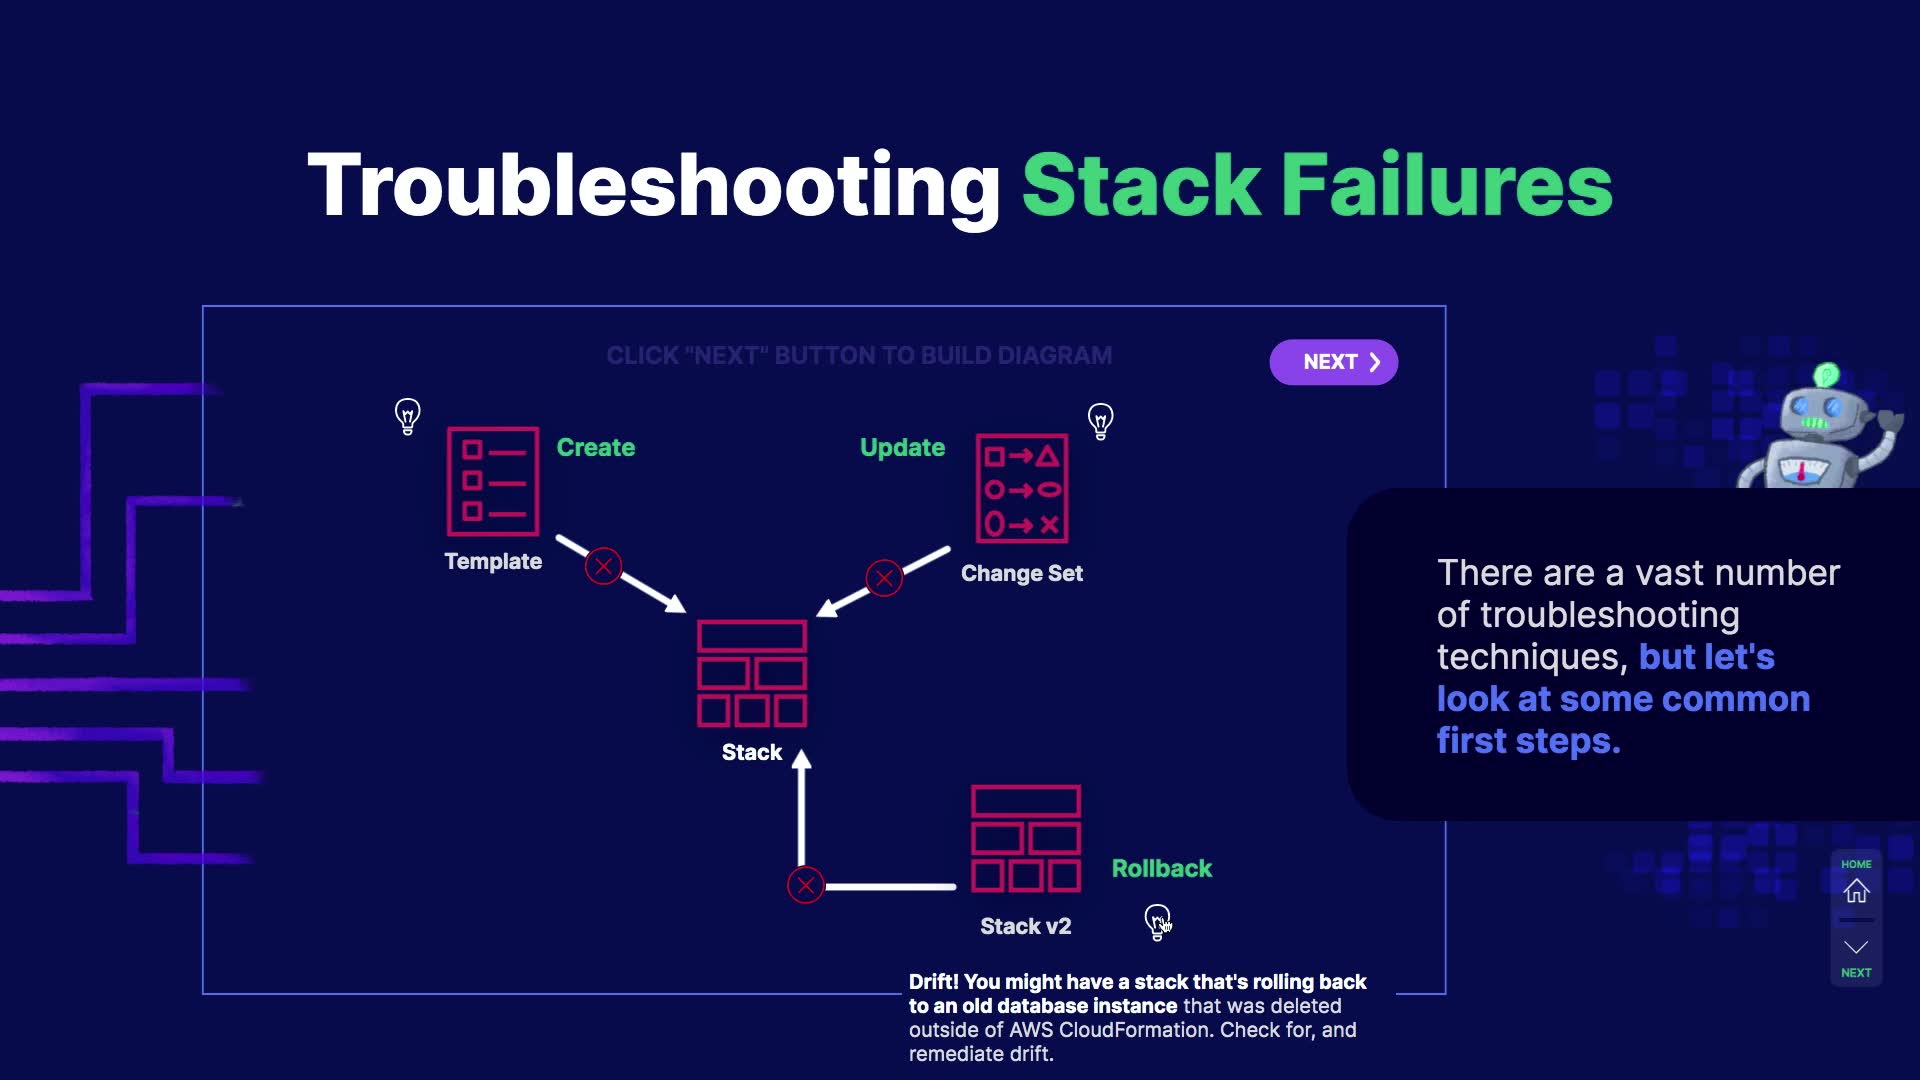 Troubleshooting Stack Failures
CLICK "NEXT" BUTTON TO BUILD DIAGRAM
NEXT
Create
Update
Template
Change Set
Stack
Rollback
Stack v2
Drift! You might have a stack that's rolling back
to an old database instance that was deleted
outside of AWS CloudFormation. Check for, and
remediate drift.
There are a vast number
of troubleshooting
techniques, but let's
look at some common
first steps.
HOME
NEXT